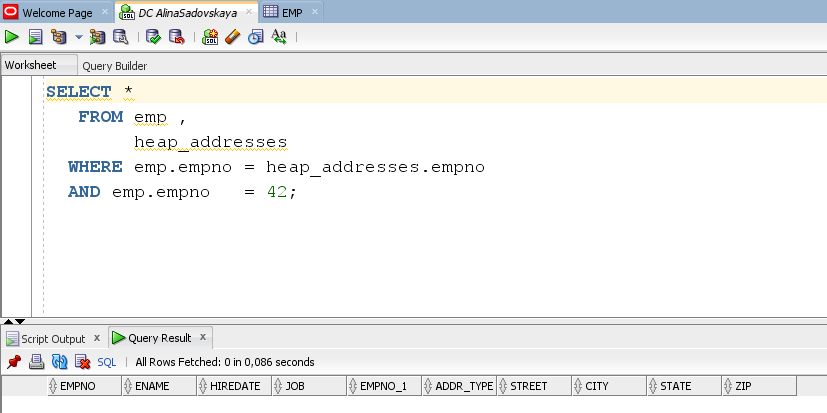 Welcome Page x DC AlinaSadovskaya x EMP x
SQL Aa
Worksheet Query Builder
SELECT *
FROM emp ,
heap_addresses
WHERE emp.empno = heap_addresses.empno
AND emp.empno = 42;
Script Output x Query Result x
SQL | All Rows Fetched: 0 in 0,086 seconds
EMPNO ENAME HIREDATE JOB EMPNO_1 ADDR_TYPE STREET CITY STATE ZIP